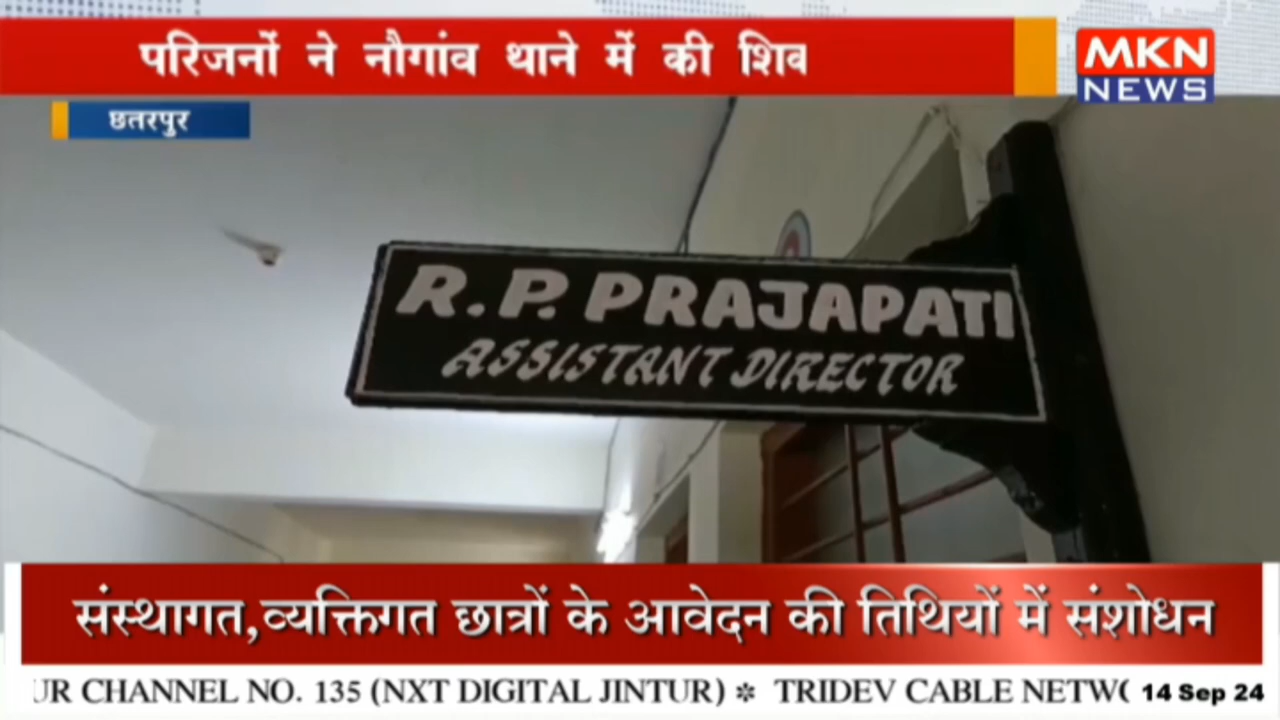 परिजनों ने नौगांव थाने में की
MKN
NEWS
छतरपुर
R.P. PRAJAPATI
ASSISTANT DIRECTOR
संस्थागत,व्यक्तिगत छात्रों के आवेदन की तिथियों में संशोधन
CHANNEL NO. 135 (NXT DIGITAL JINTUR) ✻ TRIDEV CABLE
14 Sep 24